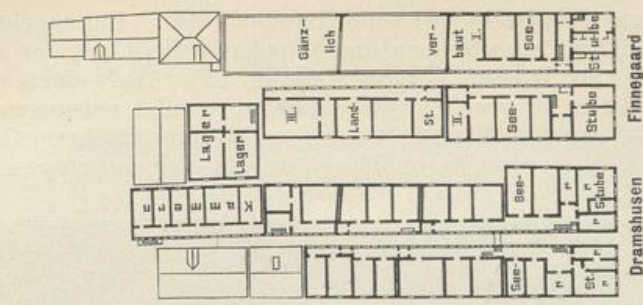 Gänz-
lich
ver-
baut
I.
See-
Stube
Finnegaard
Lager
Lager
III.
Land-
St.
II.
See-
Stube
See-
r
r
Stube
r
Dramshusen
See-
r
r
St.
r